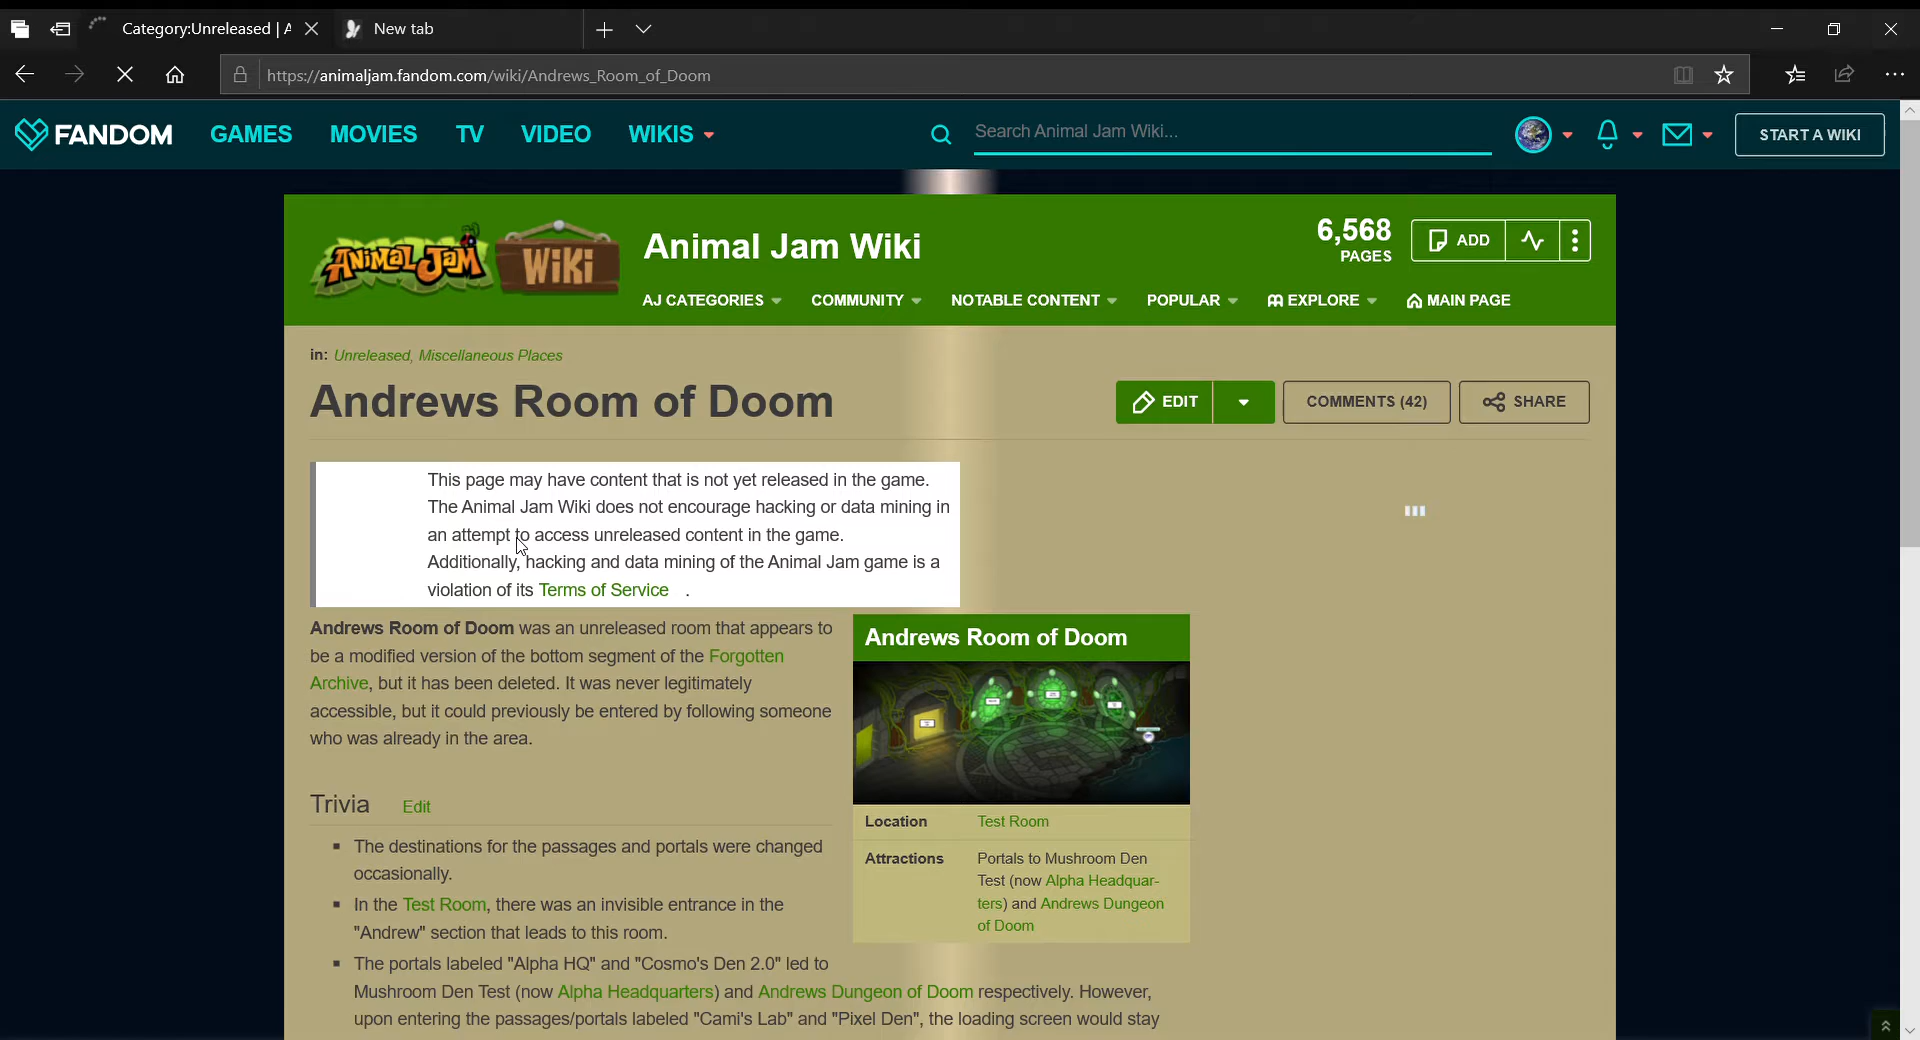 Category:Unreleased | A
New tab
https://animaljam.fandom.com/wiki/Andrews_Room_of_Doom
FANDOM
GAMES
MOVIES
TV
VIDEO
WIKIS
Search Animal Jam Wiki...
START A WIKI
ANIMAL JAM
WiKi
Animal Jam Wiki
6,568
PAGES
ADD
AJ CATEGORIES
COMMUNITY
NOTABLE CONTENT
POPULAR
EXPLORE
MAIN PAGE
in: Unreleased, Miscellaneous Places
Andrews Room of Doom
EDIT
COMMENTS (42)
SHARE
This page may have content that is not yet released in the game.
The Animal Jam Wiki does not encourage hacking or data mining in
an attempt to access unreleased content in the game.
Additionally, hacking and data mining of the Animal Jam game is a
violation of its Terms of Service .
Andrews Room of Doom was an unreleased room that appears to
be a modified version of the bottom segment of the Forgotten
Archive, but it has been deleted. It was never legitimately
accessible, but it could previously be entered by following someone
who was already in the area.
Andrews Room of Doom
Location Test Room
Attractions Portals to Mushroom Den
Test (now Alpha Headquar-
ters) and Andrews Dungeon
of Doom
Trivia Edit
The destinations for the passages and portals were changed
occasionally.
In the Test Room, there was an invisible entrance in the
"Andrew" section that leads to this room.
The portals labeled "Alpha HQ" and "Cosmo's Den 2.0" led to
Mushroom Den Test (now Alpha Headquarters) and Andrews Dungeon of Doom respectively. However,
upon entering the passages/portals labeled "Cami's Lab" and "Pixel Den", the loading screen would stay